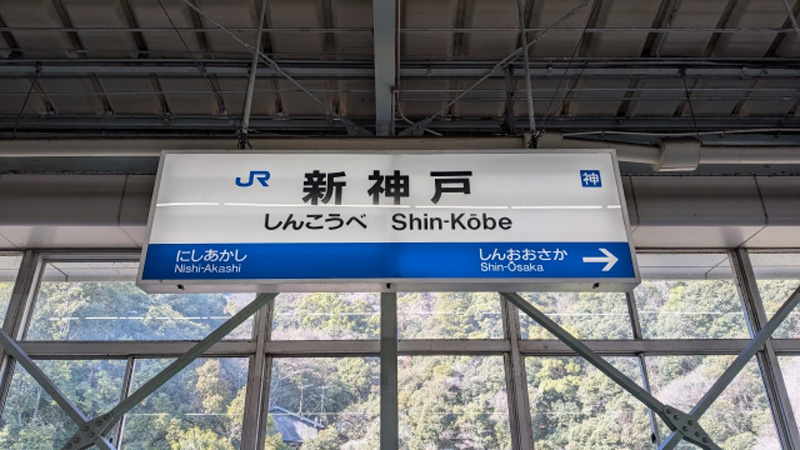 JR 新神戸 神
しんこうべ Shin-Kōbe
にしあかし しんおおさか →
Nishi-Akashi Shin-Ōsaka